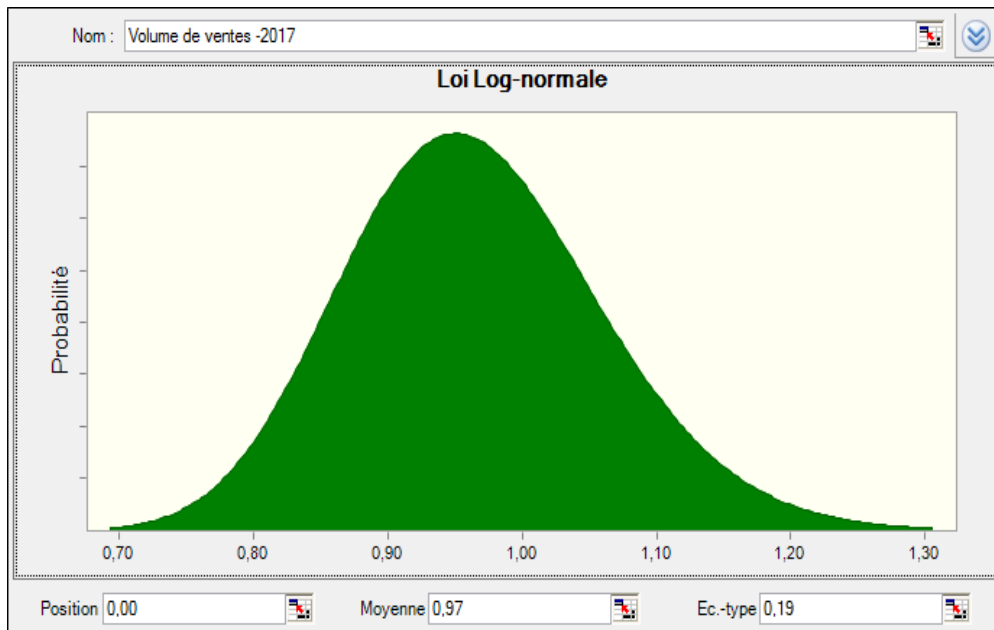 Nom : Volume de ventes -2017
Loi Log-normale
Probabilité
0,70 0,80 0,90 1,00 1,10 1,20 1,30
Position 0,00 Moyenne 0,97 Ec.-type 0,19